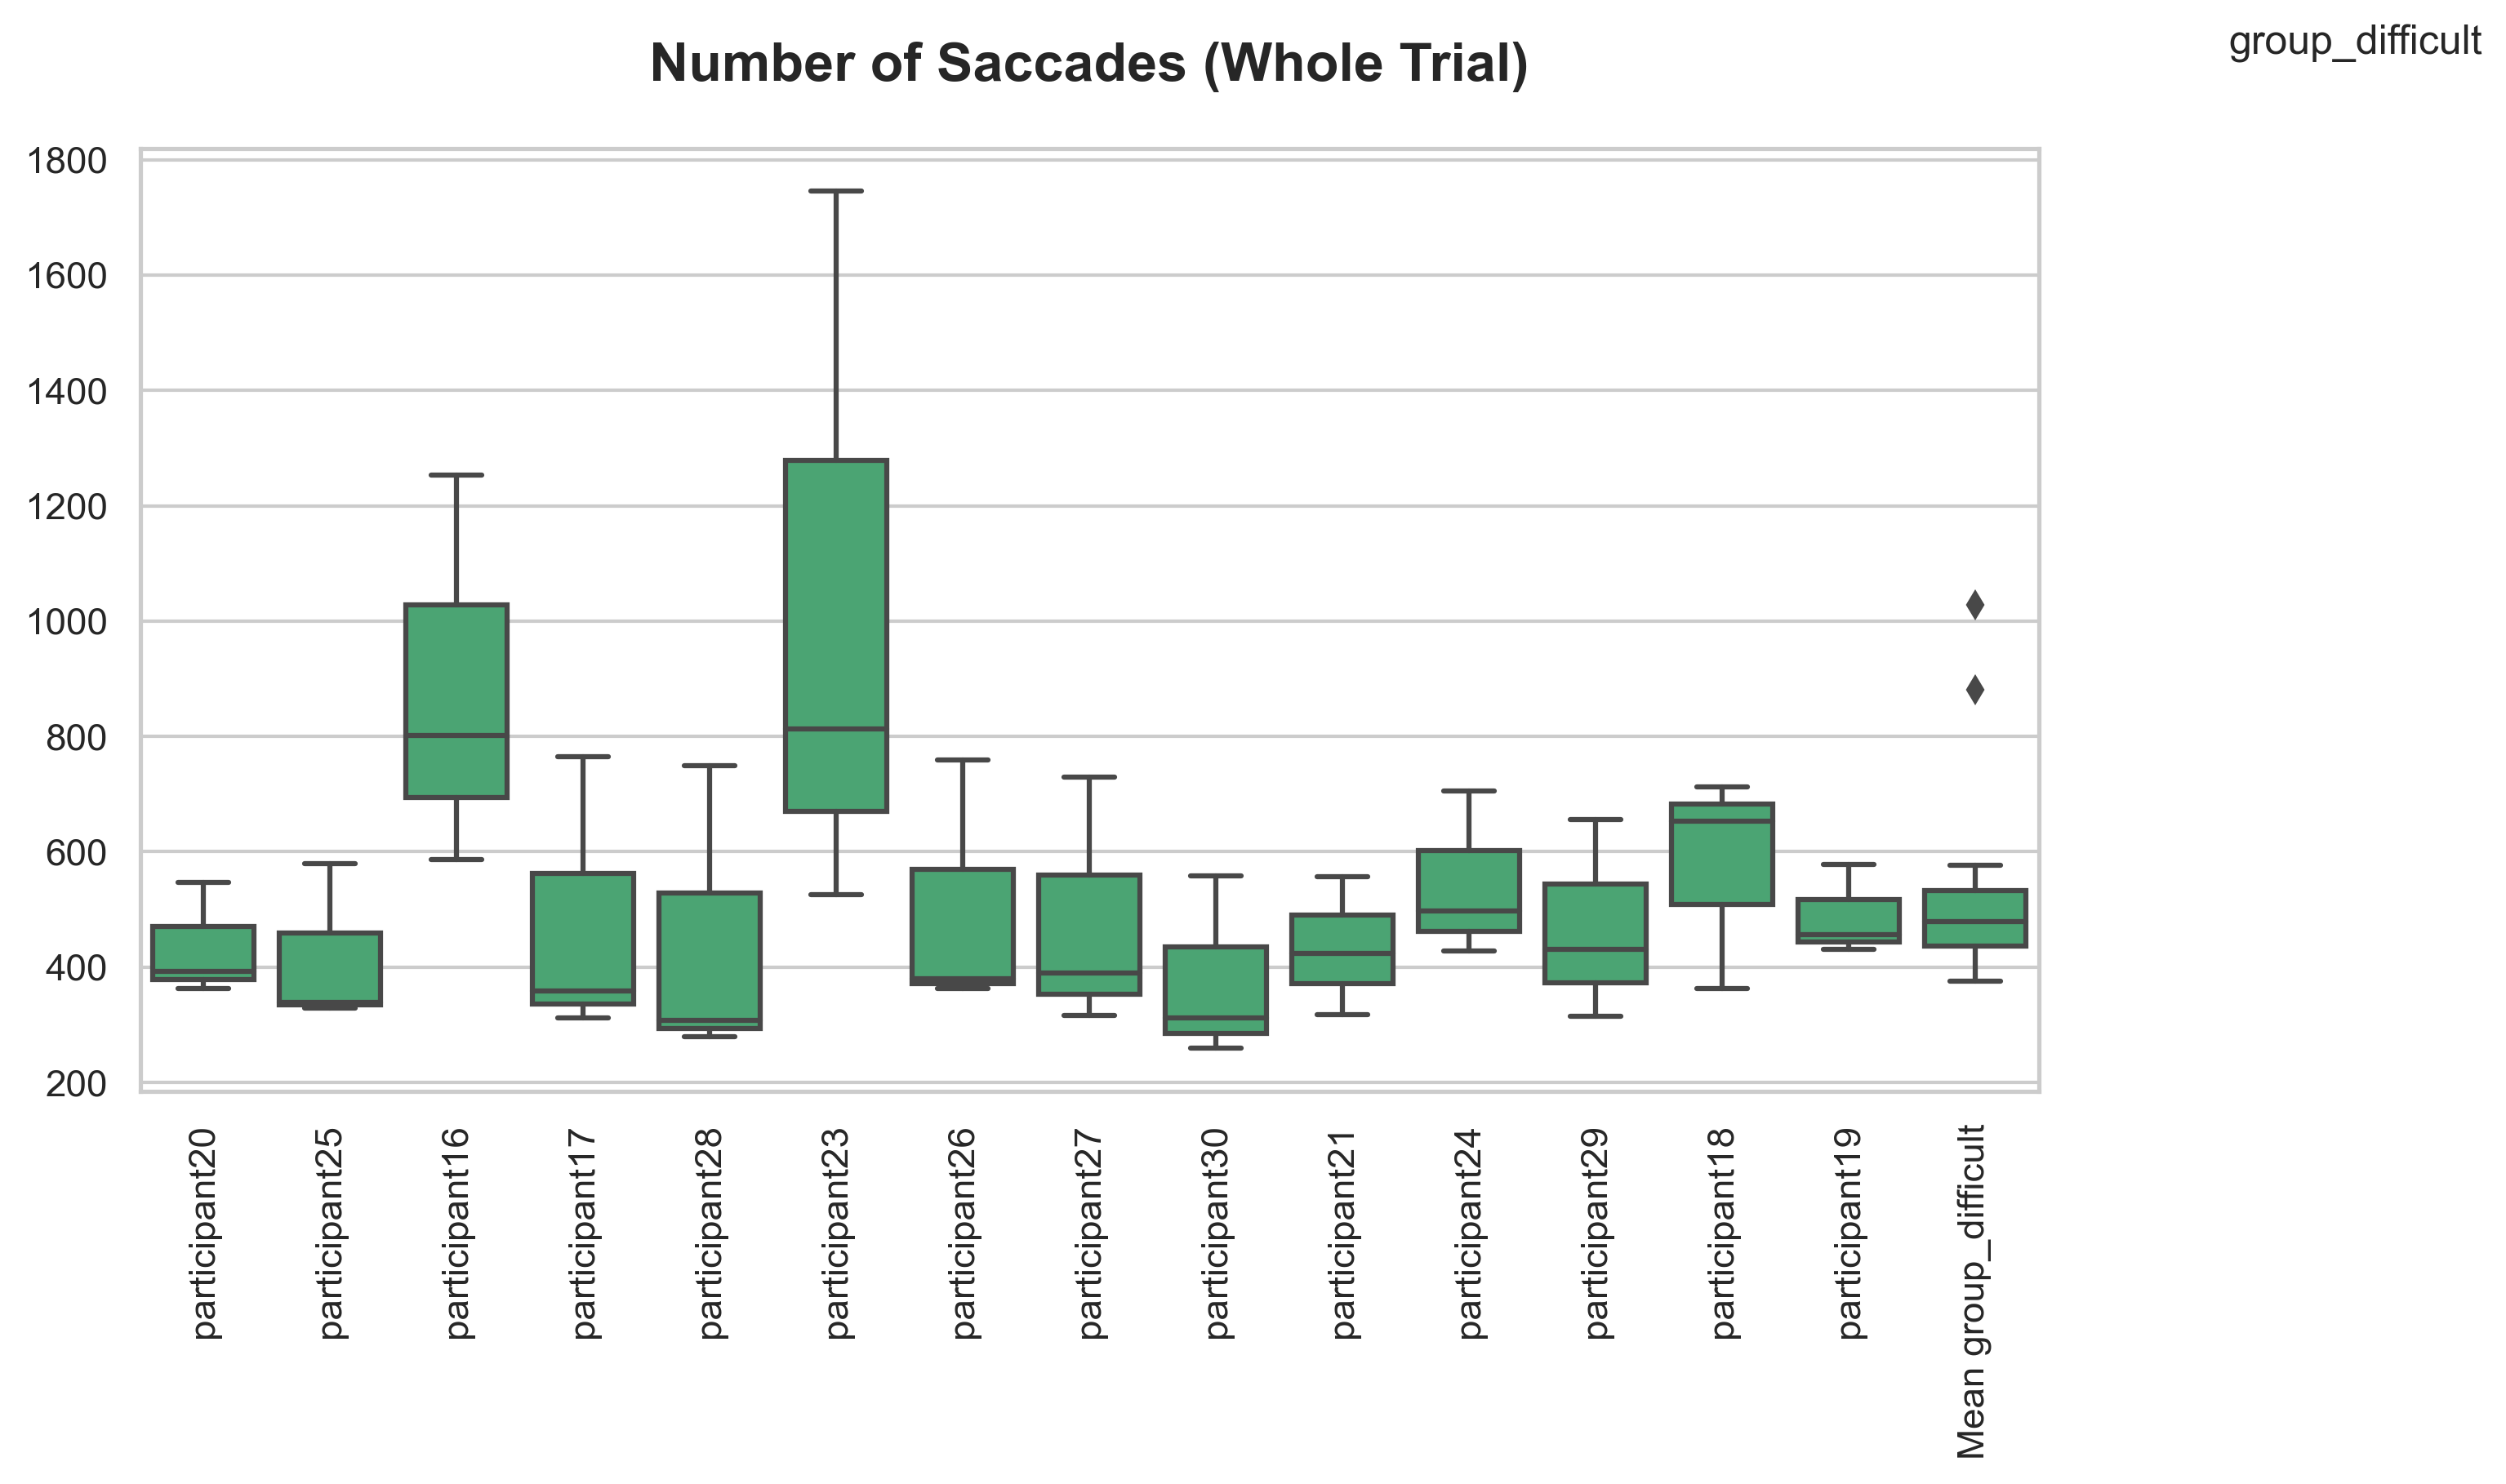 group_difficult
Number of Saccades (Whole Trial)
1800
1600
1400
1200
1000
800
600
400
200
participant20
participant25
participant16
participant17
participant28
participant23
participant26
participant27
participant30
participant21
participant24
participant29
participant18
participant19
Mean group_difficult